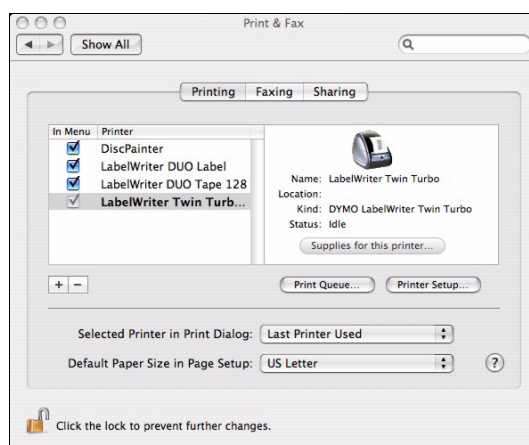 Print & Fax
Show All
Printing Faxing Sharing
In Menu Printer
DiscPainter
LabelWriter DUO Label
LabelWriter DUO Tape 128
LabelWriter Twin Turb...
Name: LabelWriter Twin Turbo
Location:
Kind: DYMO LabelWriter Twin Turbo
Status: Idle
Supplies for this printer...
+ −
Print Queue... Printer Setup...
Selected Printer in Print Dialog: Last Printer Used
Default Paper Size in Page Setup: US Letter ?
Click the lock to prevent further changes.